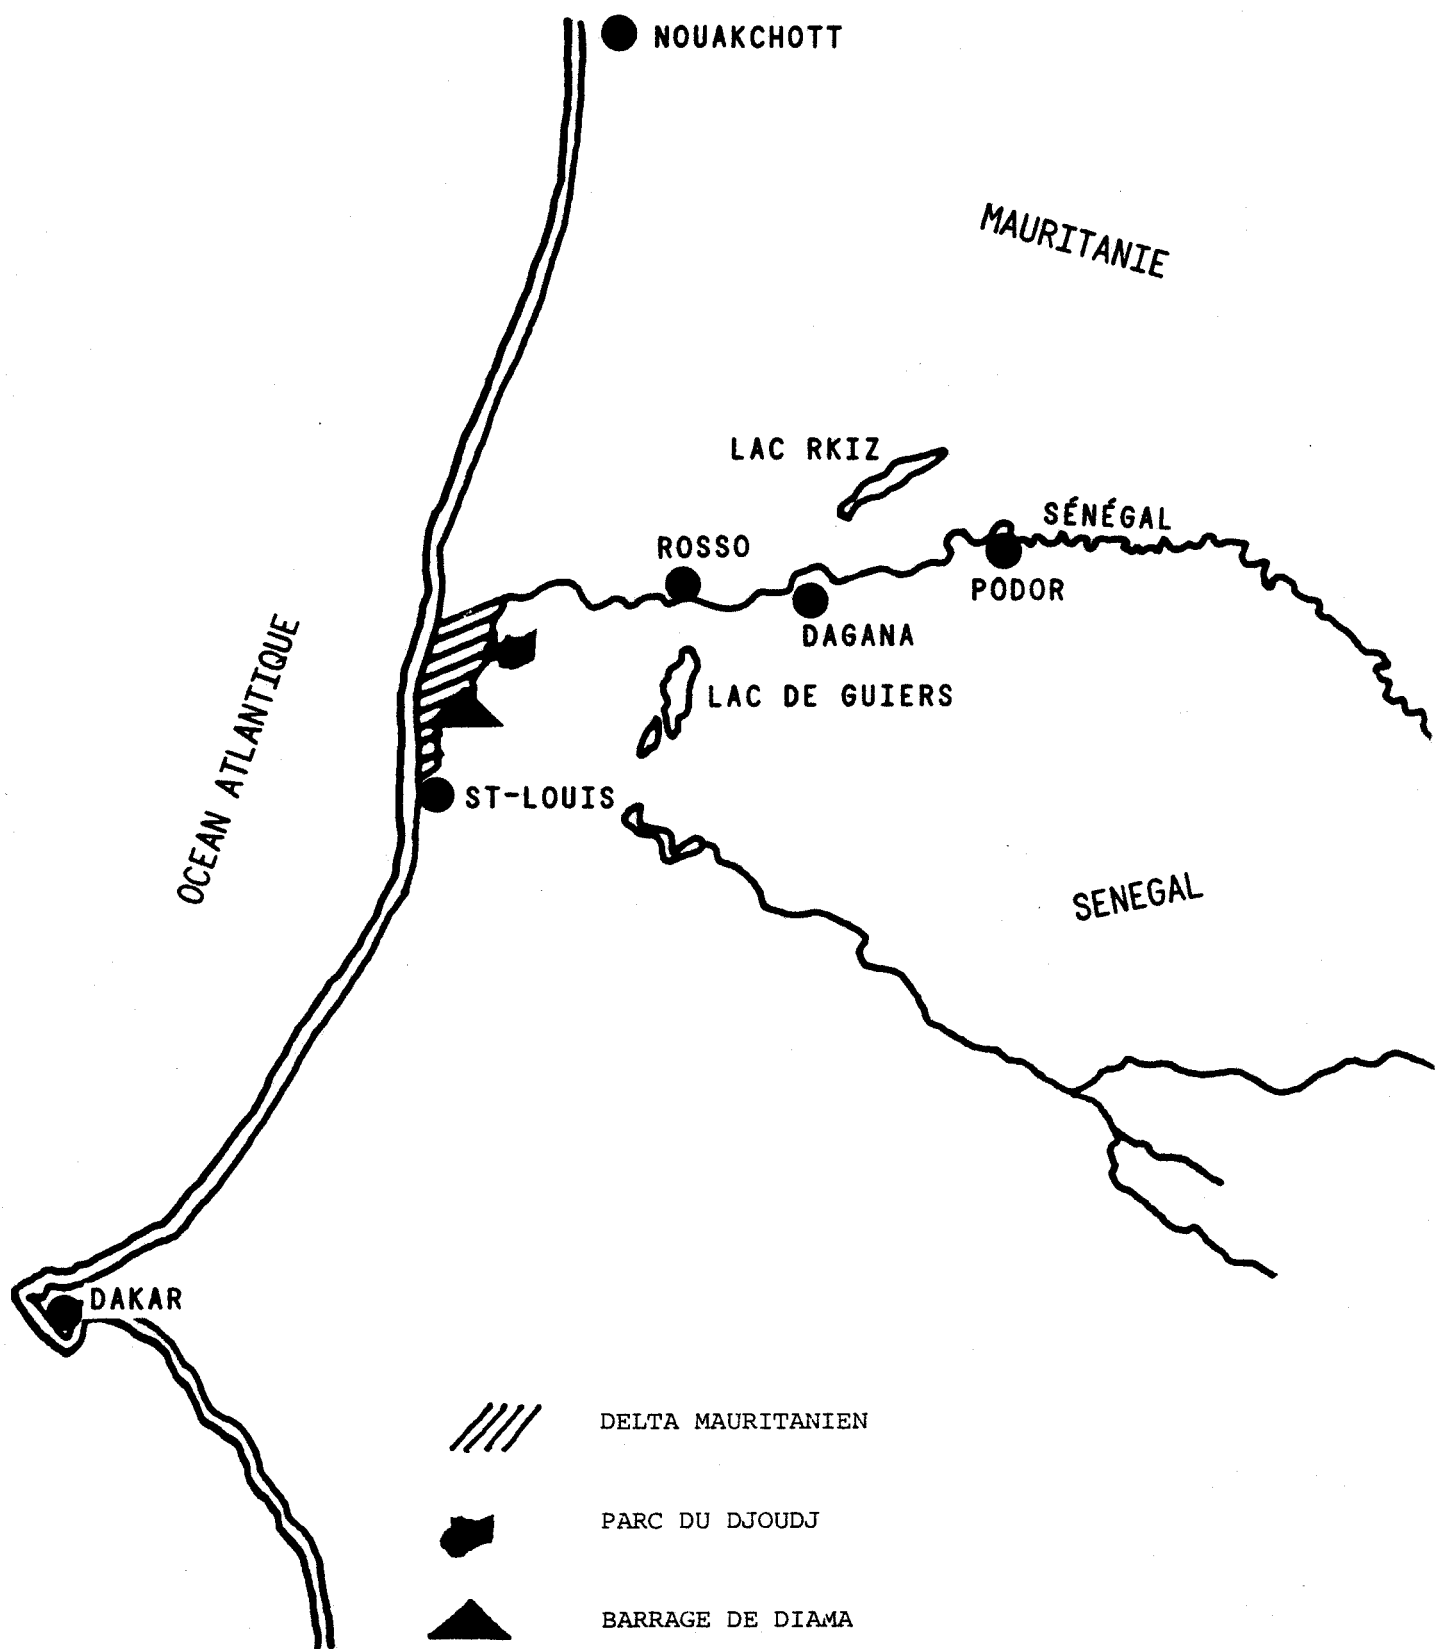 NOUAKCHOTT
MAURITANIE
LAC RKIZ
SÉNÉGAL
ROSSO
PODOR
DAGANA
OCEAN ATLANTIQUE
LAC DE GUIERS
ST-LOUIS
SENEGAL
DAKAR
DELTA MAURITANIEN
PARC DU DJOUDJ
BARRAGE DE DIAMA